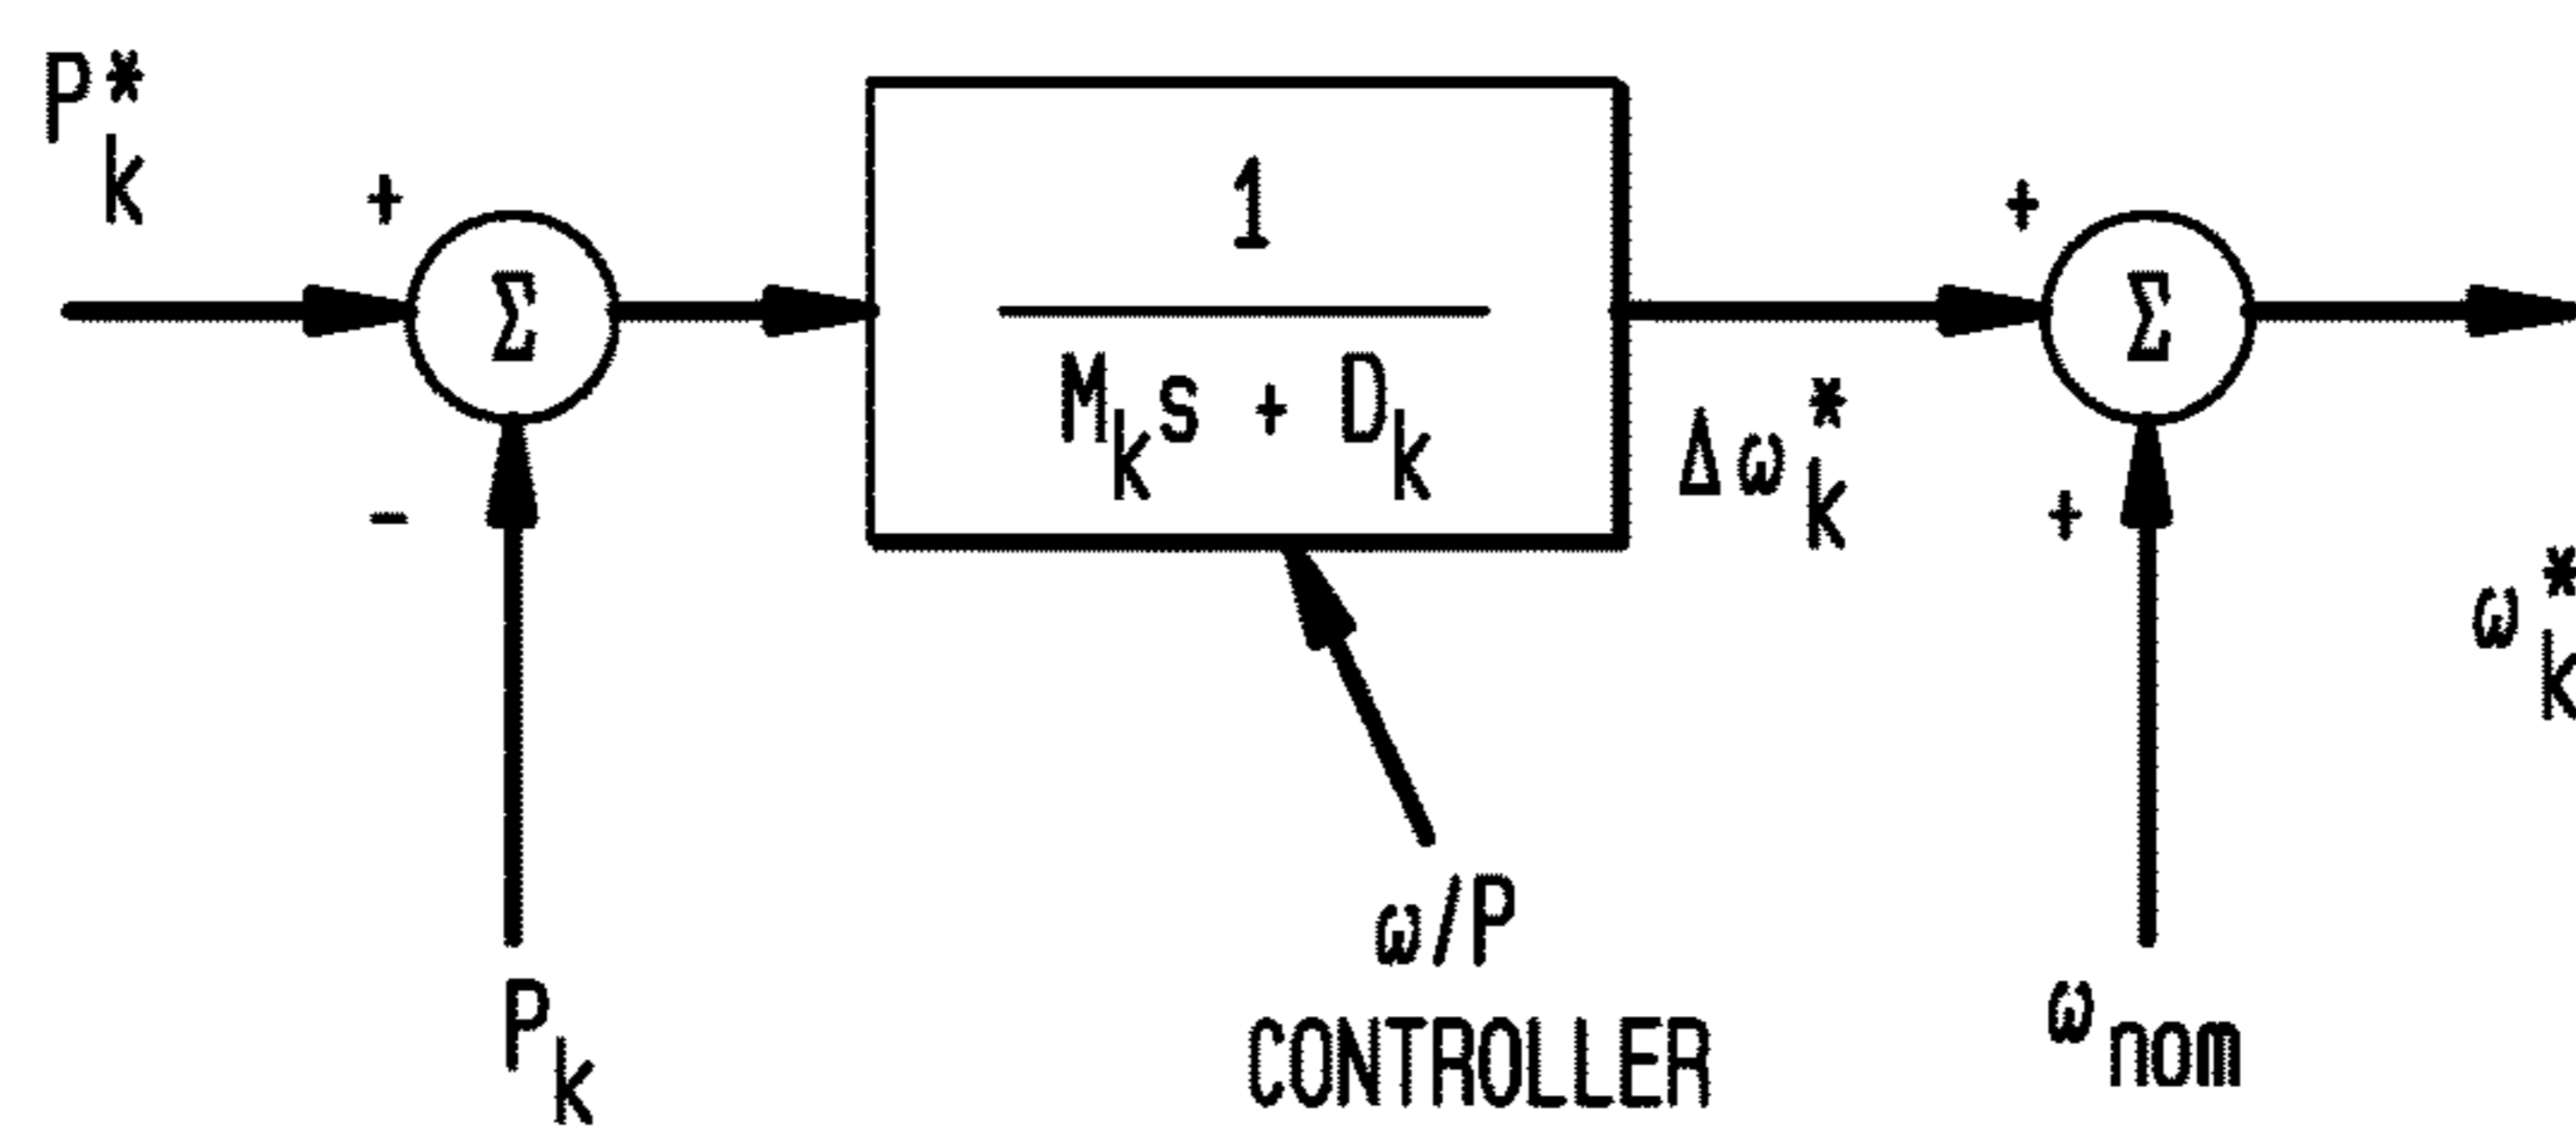 P*k
+
Σ
-
Pk
1
Mks + Dk
Δω*k
ω/P
CONTROLLER
+
Σ
+
ωnom
ω*k